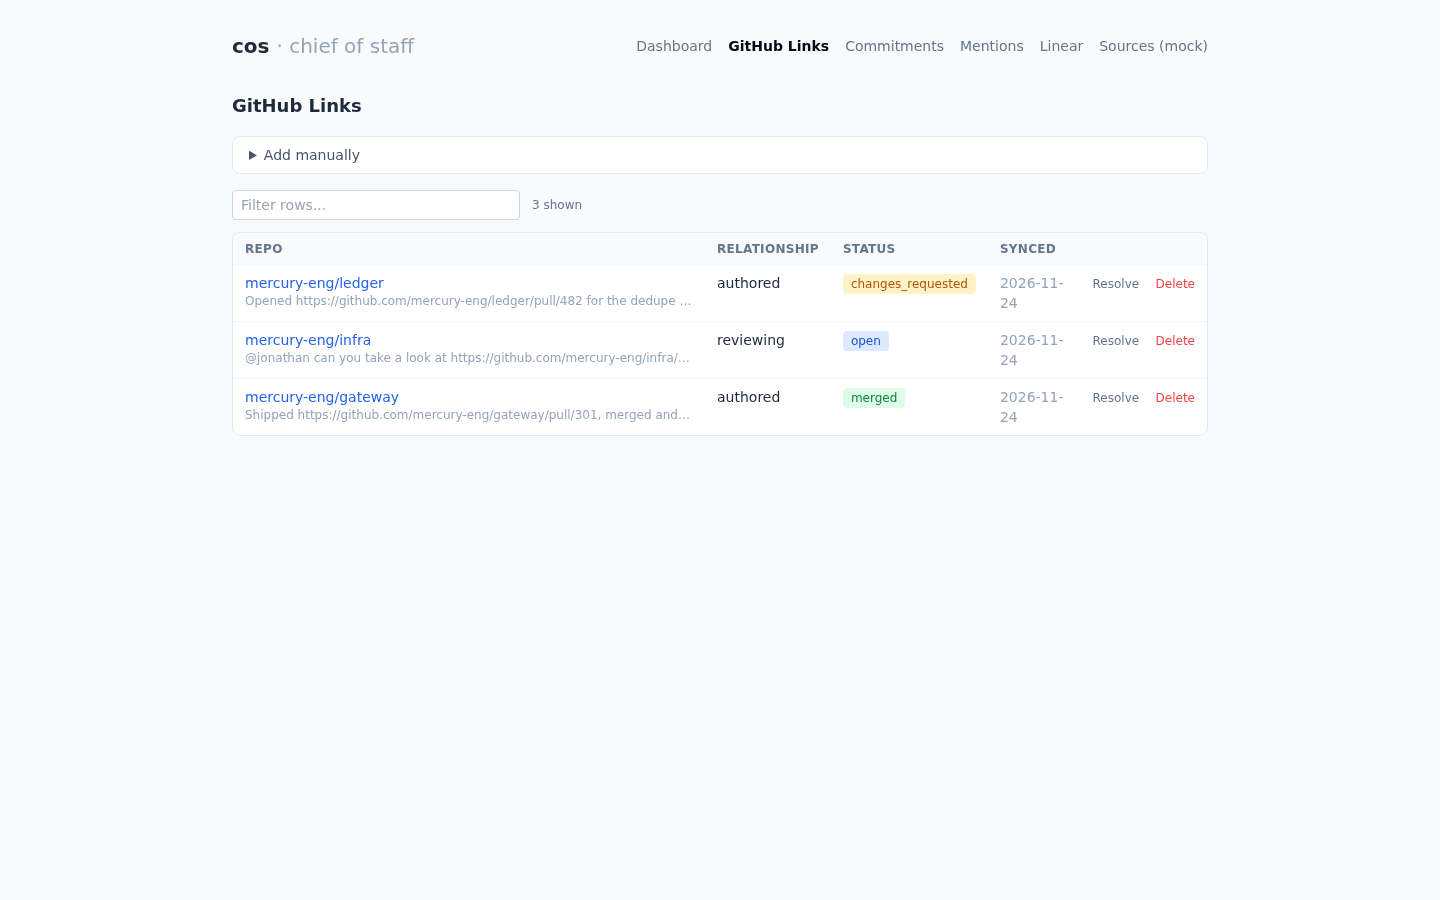 cos · chief of staff
Dashboard GitHub Links Commitments Mentions Linear Sources (mock)
GitHub Links
Add manually
Filter rows...
3 shown
REPO RELATIONSHIP STATUS SYNCED
mercury-eng/ledger authored changes_requested 2026-11-24 Resolve Delete
Opened https://github.com/mercury-eng/ledger/pull/482 for the dedupe ...
mercury-eng/infra reviewing open 2026-11-24 Resolve Delete
@jonathan can you take a look at https://github.com/mercury-eng/infra/...
mercury-eng/gateway authored merged 2026-11-24 Resolve Delete
Shipped https://github.com/mercury-eng/gateway/pull/301, merged and...